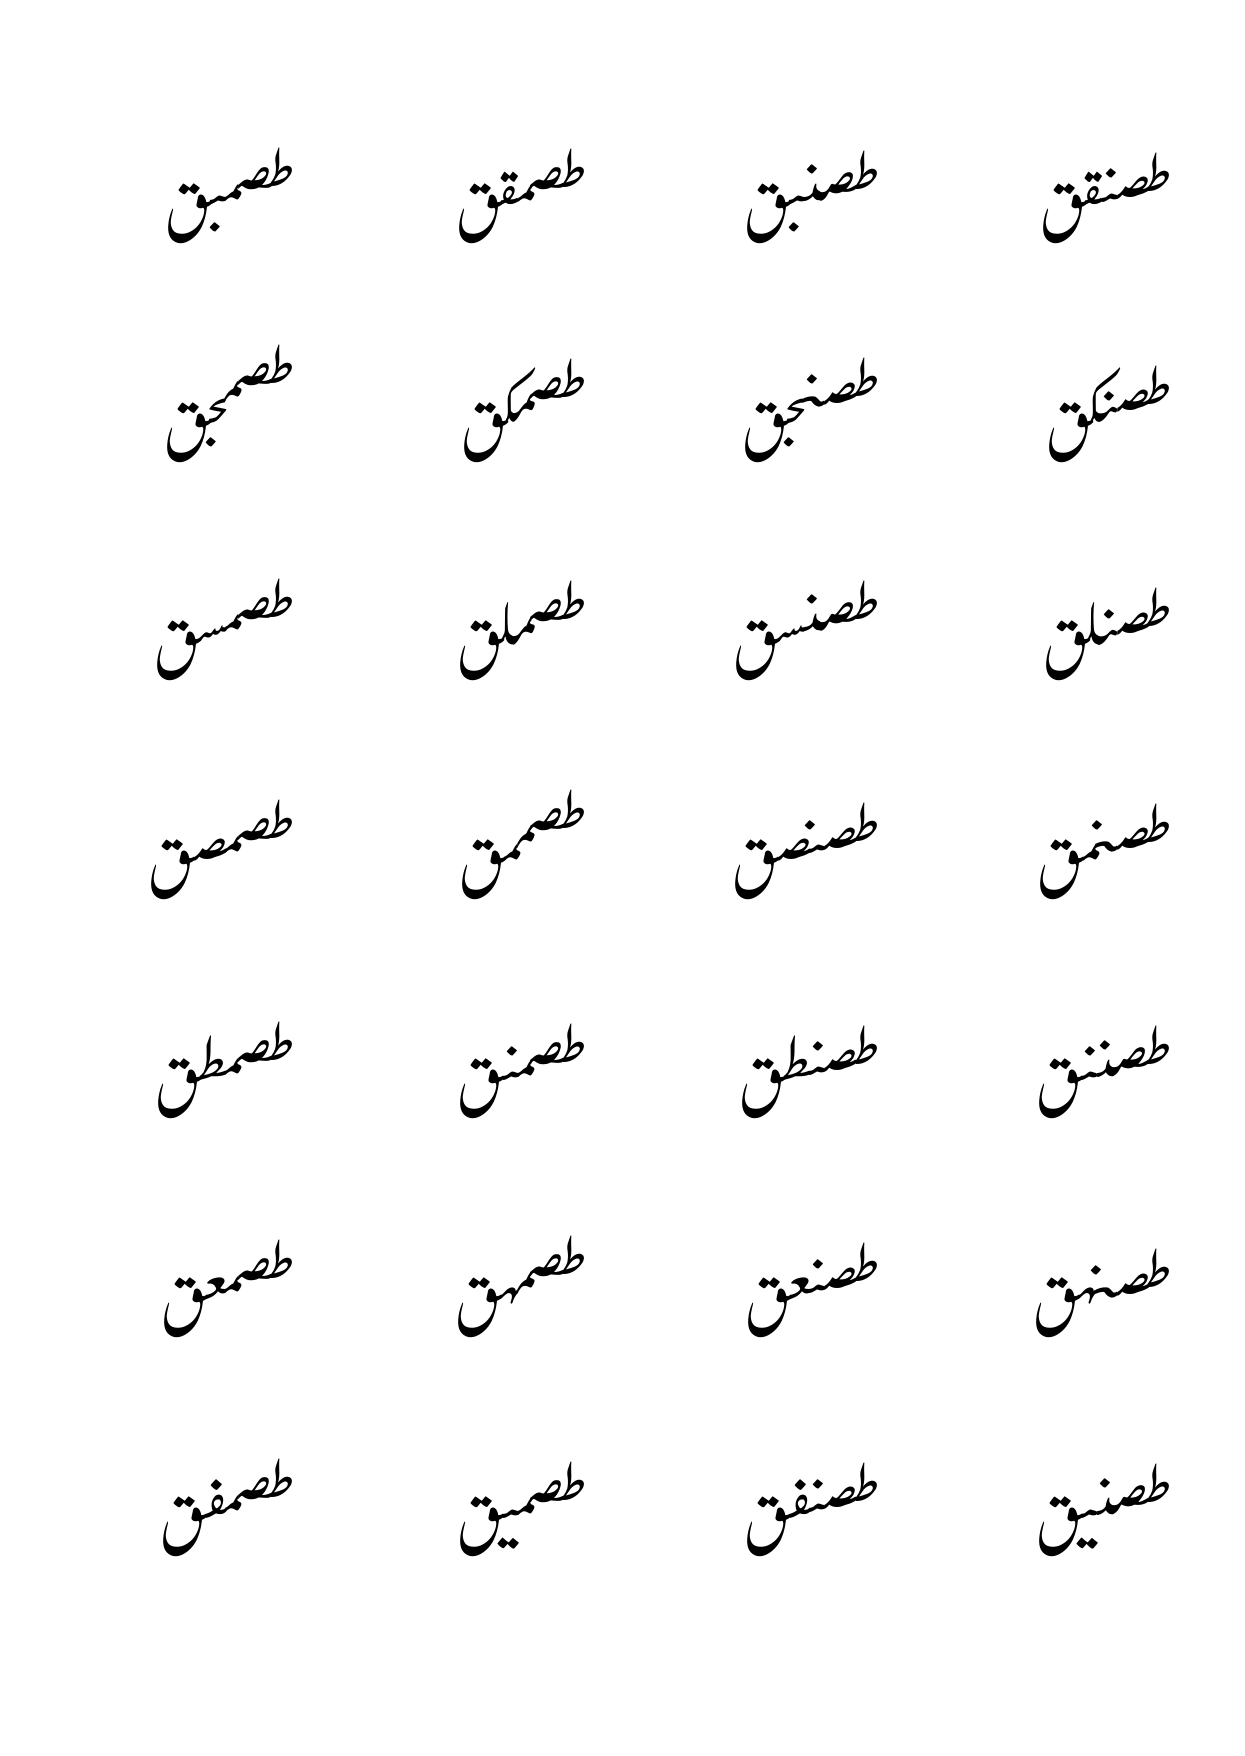 طصنقق طصنبق طصمقق طصمبق
طصنكق طصنجق طصمكق طصمجق
طصنلق طصنسق طصملق طصمسق
طصنمق طصنصق طصممق طصمصق
طصننق طصنطق طصمنق طصمطق
طصنهق طصنعق طصمهق طصمعق
طصنيق طصنفق طصميق طصمفق